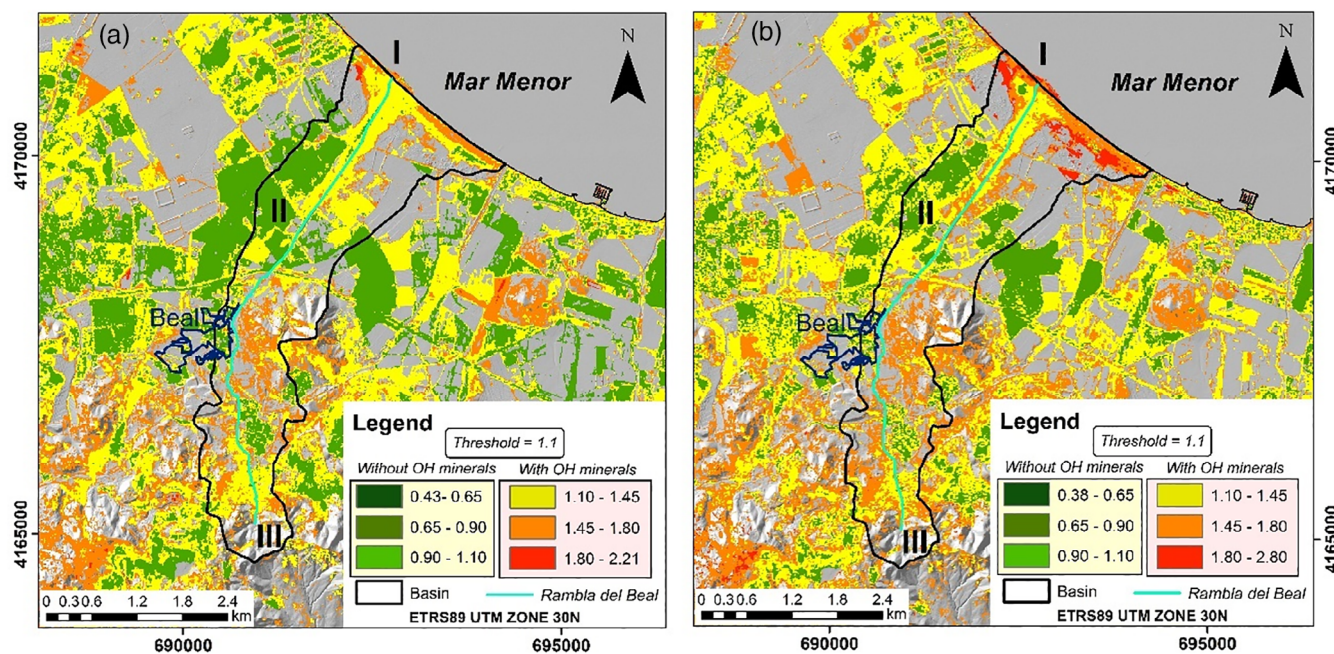 (a)
I
N
Mar Menor
4170000
II
Beal
III
4165000
Legend
Threshold = 1.1
Without OH minerals
With OH minerals
0.43- 0.65
1.10 - 1.45
0.65 - 0.90
1.45 - 1.80
0.90 - 1.10
1.80 - 2.21
Basin
Rambla del Beal
ETRS89 UTM ZONE 30N
0 0.30.6 1.2 1.8 2.4
km
690000
695000
(b)
I
N
Mar Menor
4170000
II
Beal
III
4165000
Legend
Threshold = 1.1
Without OH minerals
With OH minerals
0.38 - 0.65
1.10 - 1.45
0.65 - 0.90
1.45 - 1.80
0.90 - 1.10
1.80 - 2.80
Basin
Rambla del Beal
ETRS89 UTM ZONE 30N
0 0.30.6 1.2 1.8 2.4
km
690000
695000